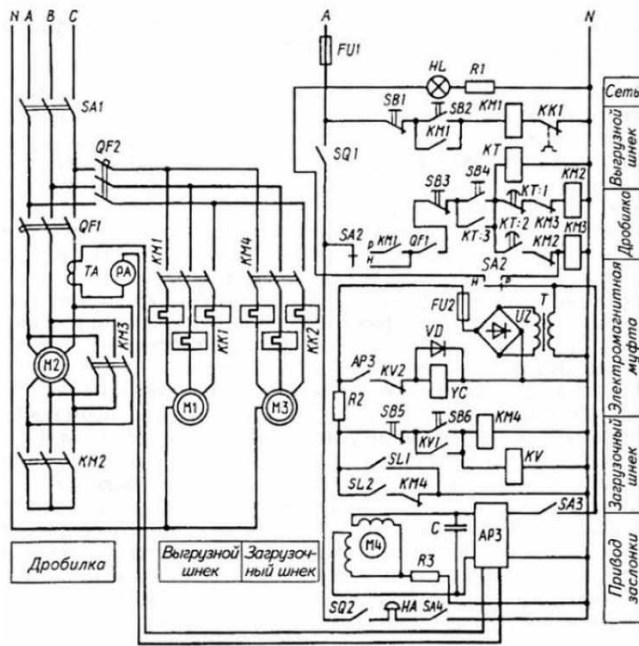 N A B C
A
N
FU1
SA1
HL
R1
SB1
SB2
KM1
KK1
KM1
QF2
SQ1
KT
SB3
SB4
KT:1
KM2
QF1
KT:2
KM3
KM3
SA2
P
H
KM1
QF1
KT:3
KM2
SA2
H
P
TA
PA
KM1
KM4
FU2
UZ
T
KM3
KK1
KK2
VD
AP3
KV2
YC
M2
R2
M1
M3
SB5
SB6
KM4
KM2
KV1
KV
SL1
SL2
KM4
SA3
C
AP3
M4
R3
SQ2
HA
SA4
Дробилка
Выгрузной шнек
Загрузоч-
ный шнек
Сеть
Выгрузной
шнек
Дробилка
Электромагнитная
муфта
Загрузочный
шнек
Привод
заслонки